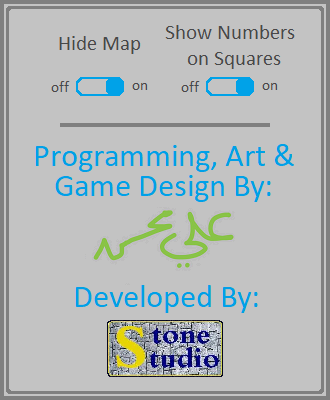 Hide Map
Show Numbers
on Squares
off on
off on
Programming, Art &
Game Design By:
علي محمد
Developed By:
Stone
Studio